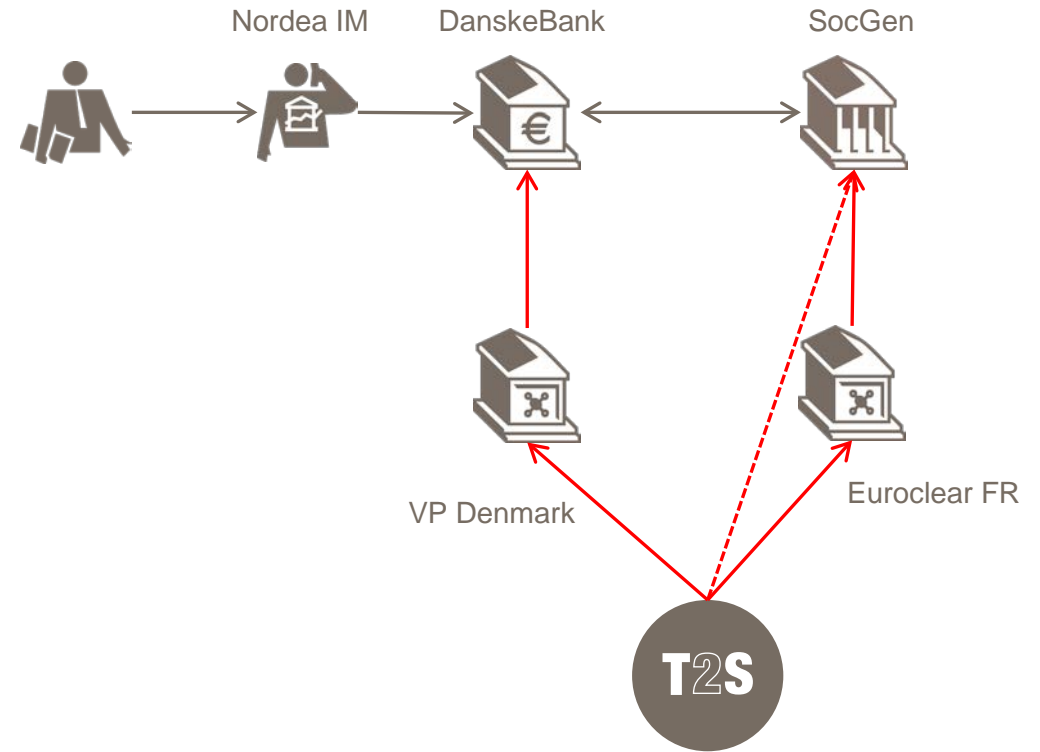 Nordea IM
DanskeBank
SocGen
€
VP Denmark
Euroclear FR
T2S